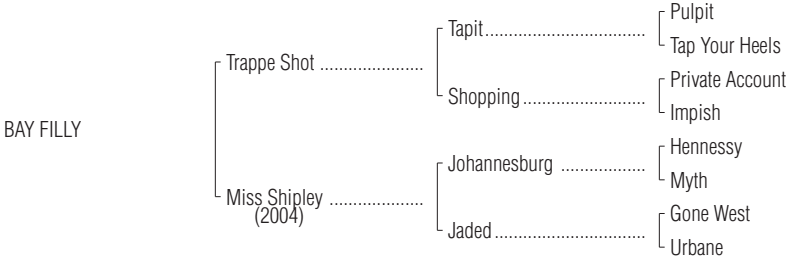 Pulpit
Tapit..................................
Tap Your Heels
Trappe Shot ......................
Private Account
Shopping..........................
Impish
BAY FILLY
Hennessy
Johannesburg ..................
Myth
Miss Shipley ....................
(2004)
Gone West
Jaded................................
Urbane